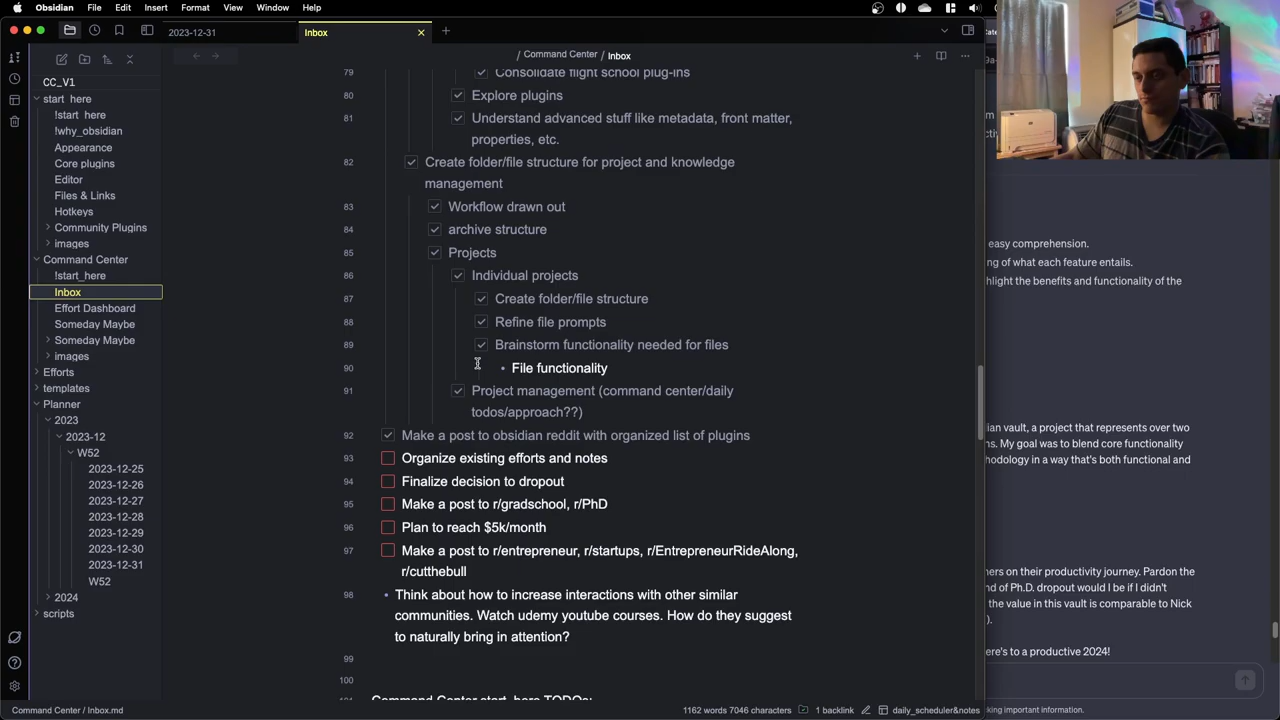 Obsidian File Edit Insert Format View Window Help
2023-12-31
Inbox
/ Command Center / Inbox
CC_V1
start here
!start here
!why_obsidian
Appearance
Core plugins
Editor
Files & Links
Hotkeys
Community Plugins
images
Command Center
!start_here
Inbox
Effort Dashboard
Someday Maybe
Someday Maybe
images
Efforts
templates
Planner
2023
2023-12
W52
2023-12-25
2023-12-26
2023-12-27
2023-12-28
2023-12-29
2023-12-30
2023-12-31
W52
2024
scripts
79 Consolidate flight school plug-ins
80 Explore plugins
81 Understand advanced stuff like metadata, front matter,
properties, etc.
82 Create folder/file structure for project and knowledge
management
83 Workflow drawn out
84 archive structure
85 Projects
86 Individual projects
87 Create folder/file structure
88 Refine file prompts
89 Brainstorm functionality needed for files
90 File functionality
91 Project management (command center/daily
todos/approach??)
92 Make a post to obsidian reddit with organized list of plugins
93 Organize existing efforts and notes
94 Finalize decision to dropout
95 Make a post to r/gradschool, r/PhD
96 Plan to reach $5k/month
97 Make a post to r/entrepreneur, r/startups, r/EntrepreneurRideAlong,
r/cutthebull
98 Think about how to increase interactions with other similar
communities. Watch udemy youtube courses. How do they suggest
to naturally bring in attention?
99
100
Command Center start_here TODOs:
Command Center / Inbox.md
1162 words 7046 characters
1 backlink
daily_scheduler&notes
easy comprehension.
ng of what each feature entails.
hlight the benefits and functionality of the
ian vault, a project that represents over two
ns. My goal was to blend core functionality
hodology in a way that's both functional and
ners on their productivity journey. Pardon the
nd of Ph.D. dropout would I be if I didn't
the value in this vault is comparable to Nick
).
ere's to a productive 2024!
king important information.